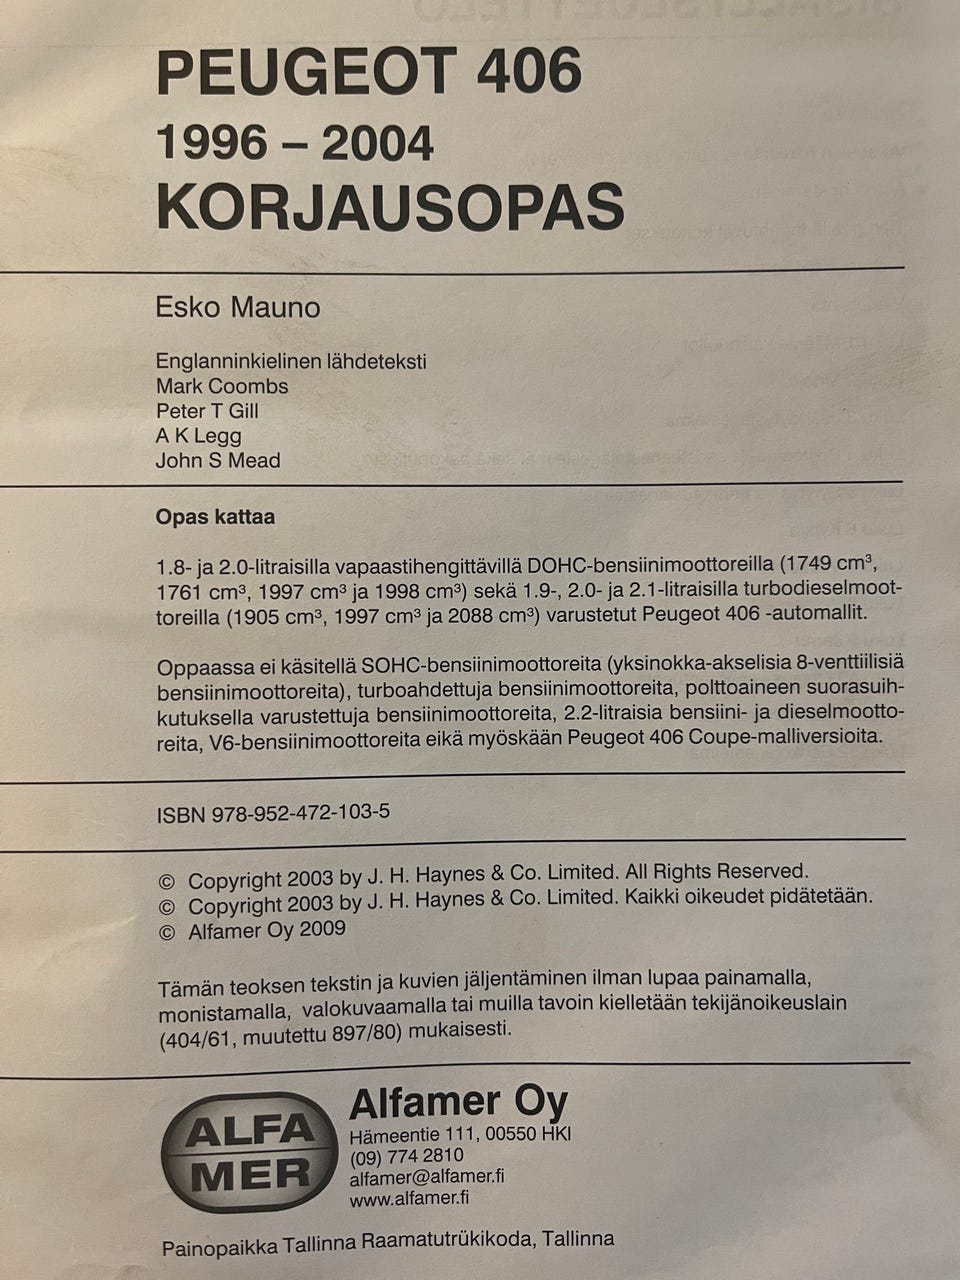 PEUGEOT 406
1996 – 2004
KORJAUSOPAS
Esko Mauno
Englanninkielinen lähdeteksti
Mark Coombs
Peter T Gill
A K Legg
John S Mead
Opas kattaa
1.8- ja 2.0-litraisilla vapaastihengittävillä DOHC-bensiinimoottoreilla (1749 cm³,
1761 cm³, 1997 cm³ ja 1998 cm³) sekä 1.9-, 2.0- ja 2.1-litraisilla turbodieselmoot-
toreilla (1905 cm³, 1997 cm³ ja 2088 cm³) varustetut Peugeot 406 -automallit.
Oppaassa ei käsitellä SOHC-bensiinimoottoreita (yksinokka-akselisia 8-venttiilisiä
bensiinimoottoreita), turboahdettuja bensiinimoottoreita, polttoaineen suorasuih-
kutuksella varustettuja bensiinimoottoreita, 2.2-litraisia bensiini- ja dieselmootto-
reita, V6-bensiinimoottoreita eikä myöskään Peugeot 406 Coupe-malliversioita.
ISBN 978-952-472-103-5
© Copyright 2003 by J. H. Haynes & Co. Limited. All Rights Reserved.
© Copyright 2003 by J. H. Haynes & Co. Limited. Kaikki oikeudet pidätetään.
© Alfamer Oy 2009
Tämän teoksen tekstin ja kuvien jäljentäminen ilman lupaa painamalla,
monistamalla, valokuvaamalla tai muilla tavoin kielletään tekijänoikeuslain
(404/61, muutettu 897/80) mukaisesti.
ALFA
MER
Alfamer Oy
Hämeentie 111, 00550 HKI
(09) 774 2810
alfamer@alfamer.fi
www.alfamer.fi
Painopaikka Tallinna Raamatutrükikoda, Tallinna